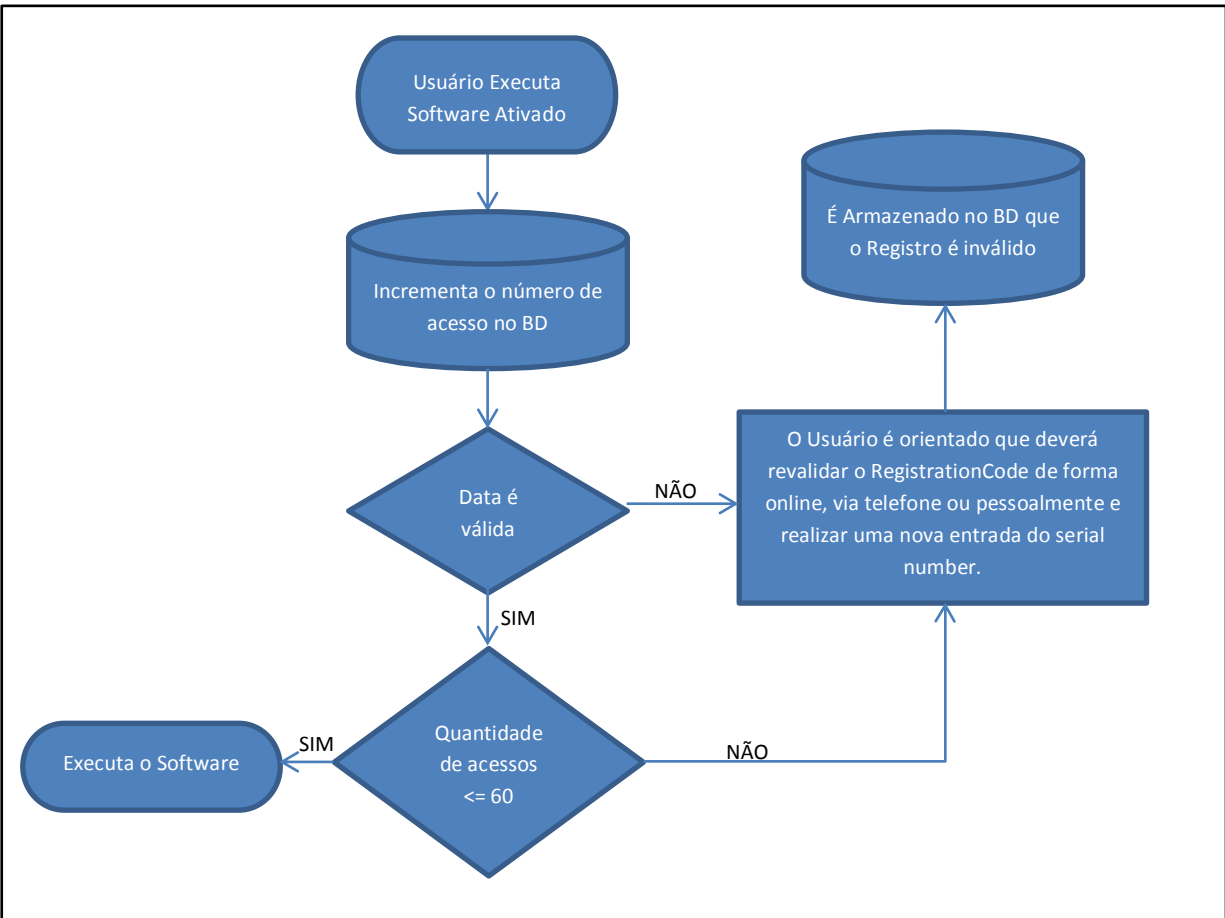 Usuário Executa
Software Ativado
É Armazenado no BD que
o Registro é inválido
Incrementa o número de
acesso no BD
O Usuário é orientado que deverá
revalidar o RegistrationCode de forma
online, via telefone ou pessoalmente e
realizar uma nova entrada do serial
number.
Data é
válida
NÃO
SIM
Quantidade
de acessos
<= 60
SIM
NÃO
Executa o Software